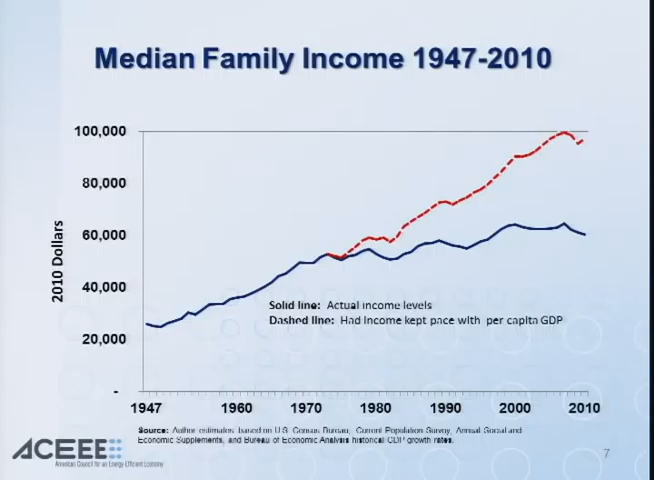 Median Family Income 1947-2010
100,000
80,000
60,000
40,000
20,000
-
2010 Dollars
Solid line: Actual income levels
Dashed line: Had income kept pace with per capita GDP
1947 1960 1970 1980 1990 2000 2010
Source: Author estimates based on U.S. Census Bureau, Current Population Survey, Annual Social and
Economic Supplements, and Bureau of Economic Analysis historical GDP growth rates.
ACEEE
American Council for an Energy-Efficient Economy
7